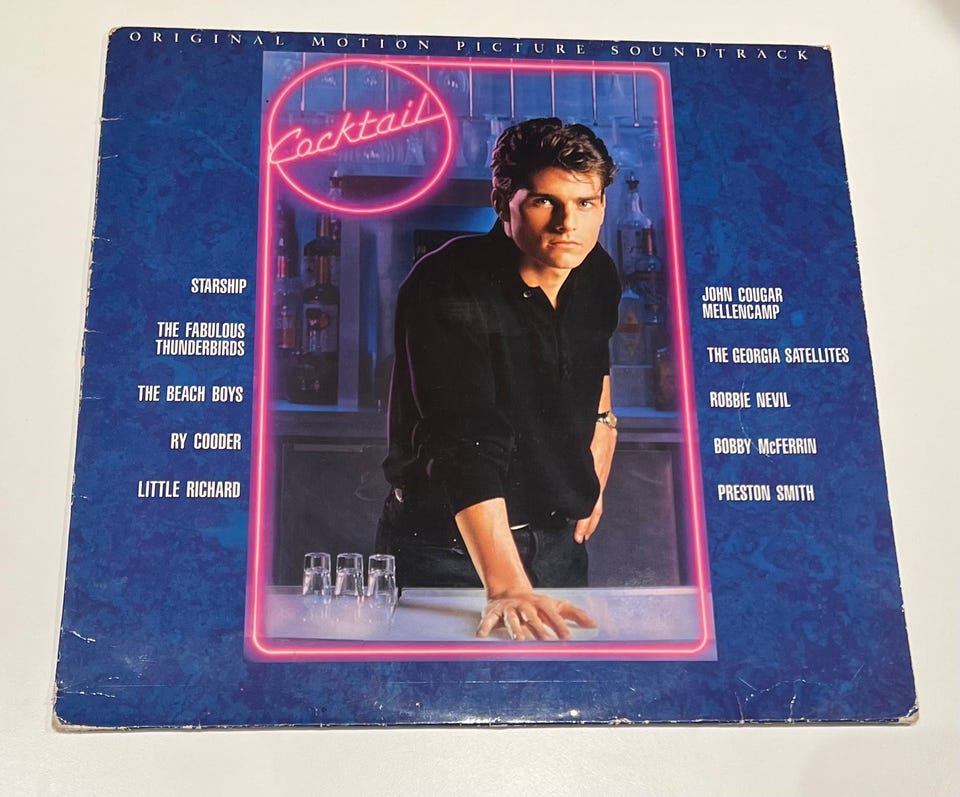 ORIGINAL MOTION PICTURE SOUNDTRACK
Cocktail
STARSHIP
THE FABULOUS
THUNDERBIRDS
THE BEACH BOYS
RY COODER
LITTLE RICHARD
JOHN COUGAR
MELLENCAMP
THE GEORGIA SATELLITES
ROBBIE NEVIL
BOBBY McFERRIN
PRESTON SMITH